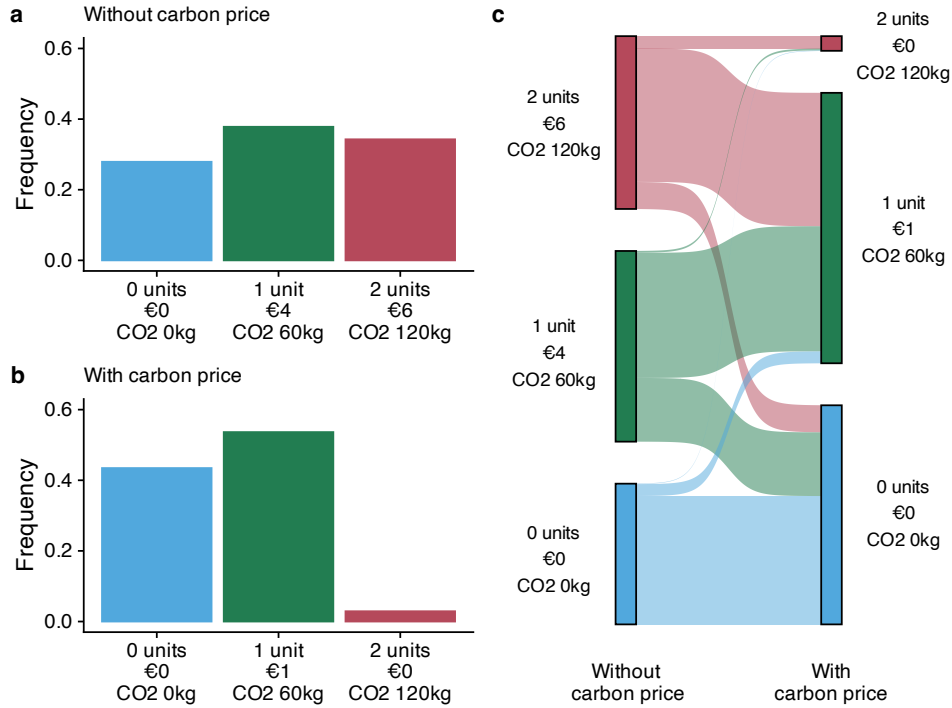 a
Without carbon price
Frequency
0.6
0.4
0.2
0.0
0 units
€0
CO2 0kg
1 unit
€4
CO2 60kg
2 units
€6
CO2 120kg
b
With carbon price
Frequency
0.6
0.4
0.2
0.0
0 units
€0
CO2 0kg
1 unit
€1
CO2 60kg
2 units
€0
CO2 120kg
c
2 units
€6
CO2 120kg
1 unit
€4
CO2 60kg
0 units
€0
CO2 0kg
2 units
€0
CO2 120kg
1 unit
€1
CO2 60kg
0 units
€0
CO2 0kg
Without
carbon price
With
carbon price